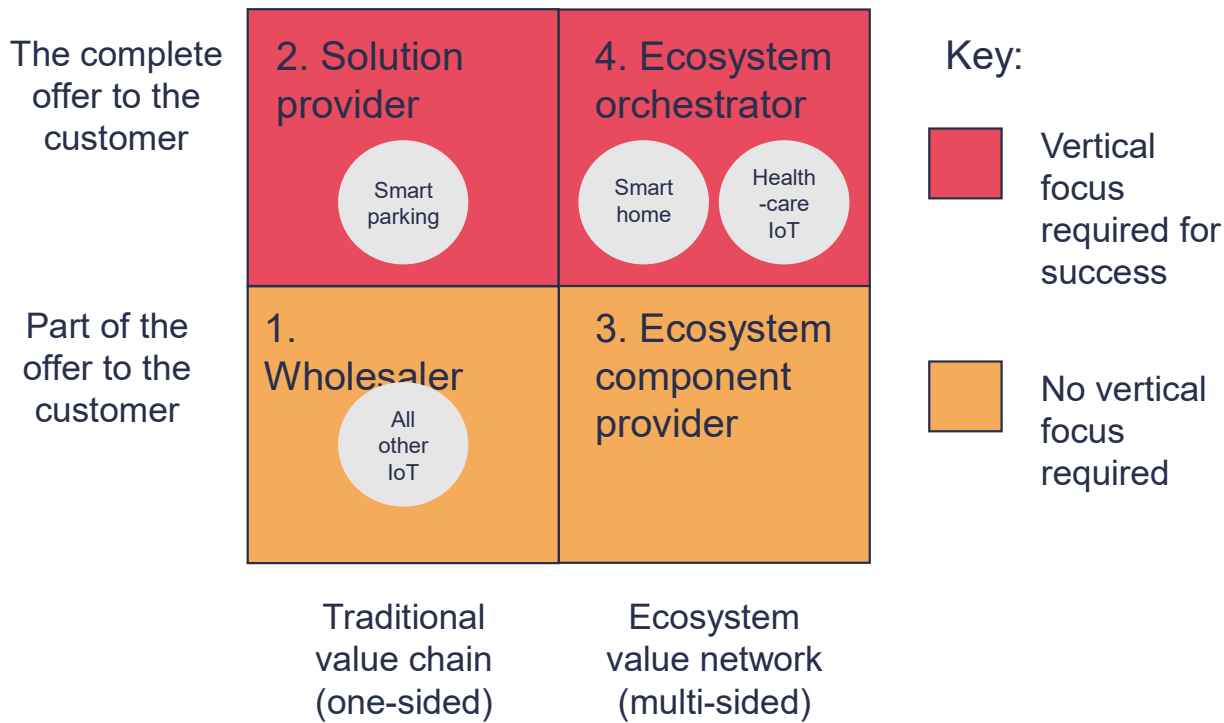 The complete
offer to the
customer
2. Solution
provider
Smart
parking
4. Ecosystem
orchestrator
Smart
home
Health
-care
IoT
Key:
Vertical
focus
required for
success
Part of the
offer to the
customer
1.
Wholesaler
All
other
IoT
3. Ecosystem
component
provider
No vertical
focus
required
Traditional
value chain
(one-sided)
Ecosystem
value network
(multi-sided)